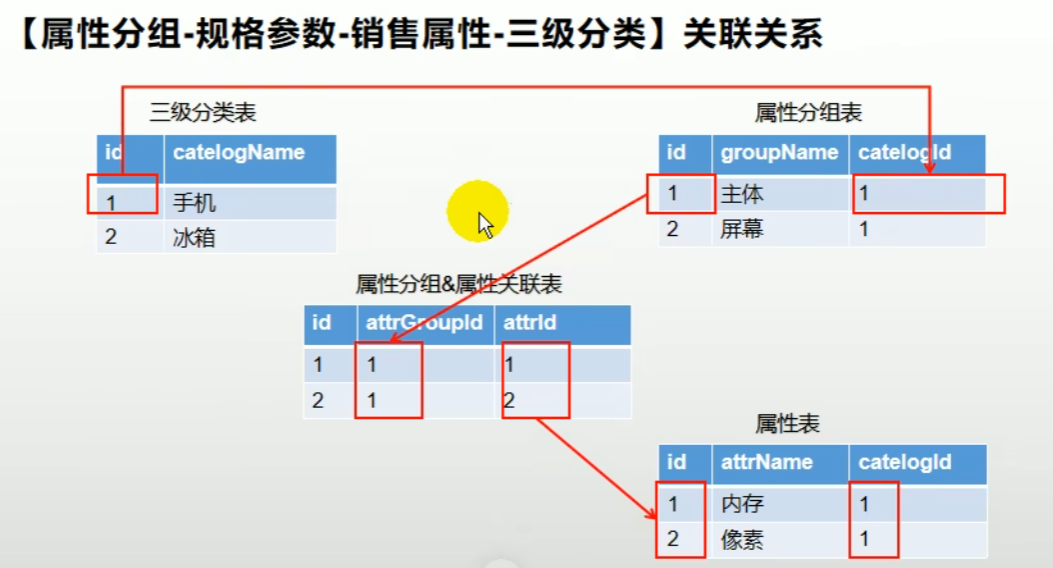 【属性分组-规格参数-销售属性-三级分类】关联关系
三级分类表
id catelogName
1 手机
2 冰箱
属性分组表
id groupName catelogId
1 主体 1
2 屏幕 1
属性分组&属性关联表
id attrGroupId attrId
1 1 1
2 1 2
属性表
id attrName catelogId
1 内存 1
2 像素 1